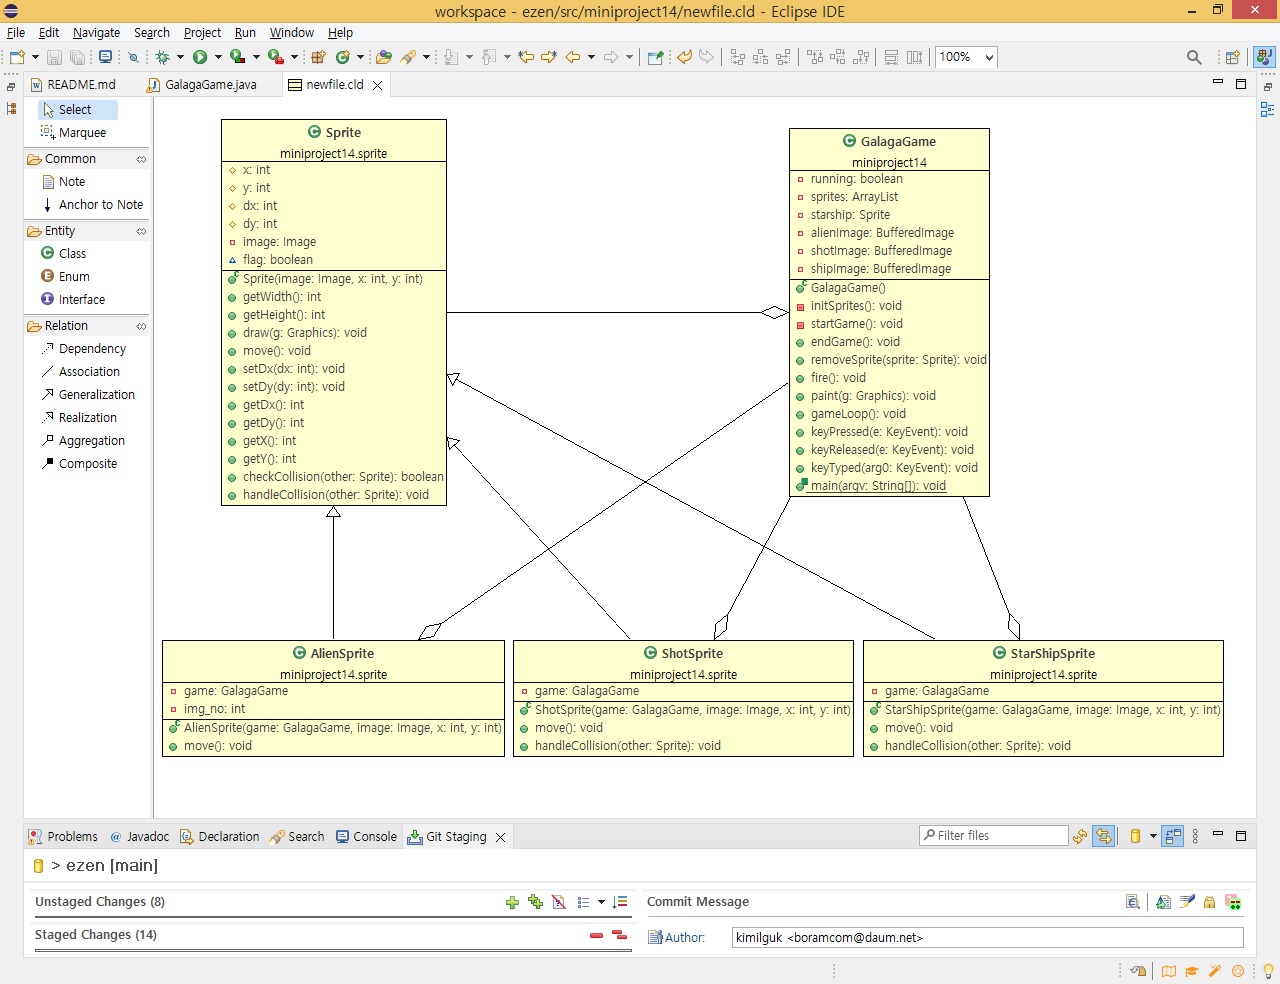 workspace - ezen/src/miniproject14/newfile.cld - Eclipse IDE
File Edit Navigate Search Project Run Window Help
100%
README.md GalagaGame.java newfile.cld
Select
Marquee
Common
Note
Anchor to Note
Entity
Class
Enum
Interface
Relation
Dependency
Association
Generalization
Realization
Aggregation
Composite
Sprite
miniproject14.sprite
x: int
y: int
dx: int
dy: int
image: Image
flag: boolean
Sprite(image: Image, x: int, y: int)
getWidth(): int
getHeight(): int
draw(g: Graphics): void
move(): void
setDx(dx: int): void
setDy(dy: int): void
getDx(): int
getDy(): int
getX(): int
getY(): int
checkCollision(other: Sprite): boolean
handleCollision(other: Sprite): void
GalagaGame
miniproject14
running: boolean
sprites: ArrayList
starship: Sprite
alienImage: BufferedImage
shotImage: BufferedImage
shipImage: BufferedImage
GalagaGame()
initSprites(): void
startGame(): void
endGame(): void
removeSprite(sprite: Sprite): void
fire(): void
paint(g: Graphics): void
gameLoop(): void
keyPressed(e: KeyEvent): void
keyReleased(e: KeyEvent): void
keyTyped(arg0: KeyEvent): void
main(argv: String[]): void
AlienSprite
miniproject14.sprite
game: GalagaGame
img_no: int
AlienSprite(game: GalagaGame, image: Image, x: int, y: int)
move(): void
ShotSprite
miniproject14.sprite
game: GalagaGame
ShotSprite(game: GalagaGame, image: Image, x: int, y: int)
move(): void
handleCollision(other: Sprite): void
StarShipSprite
miniproject14.sprite
game: GalagaGame
StarShipSprite(game: GalagaGame, image: Image, x: int, y: int)
move(): void
handleCollision(other: Sprite): void
Problems @ Javadoc Declaration Search Console Git Staging
Filter files
> ezen [main]
Unstaged Changes (8)
Staged Changes (14)
Commit Message
Author: kimilguk <boramcom@daum.net>